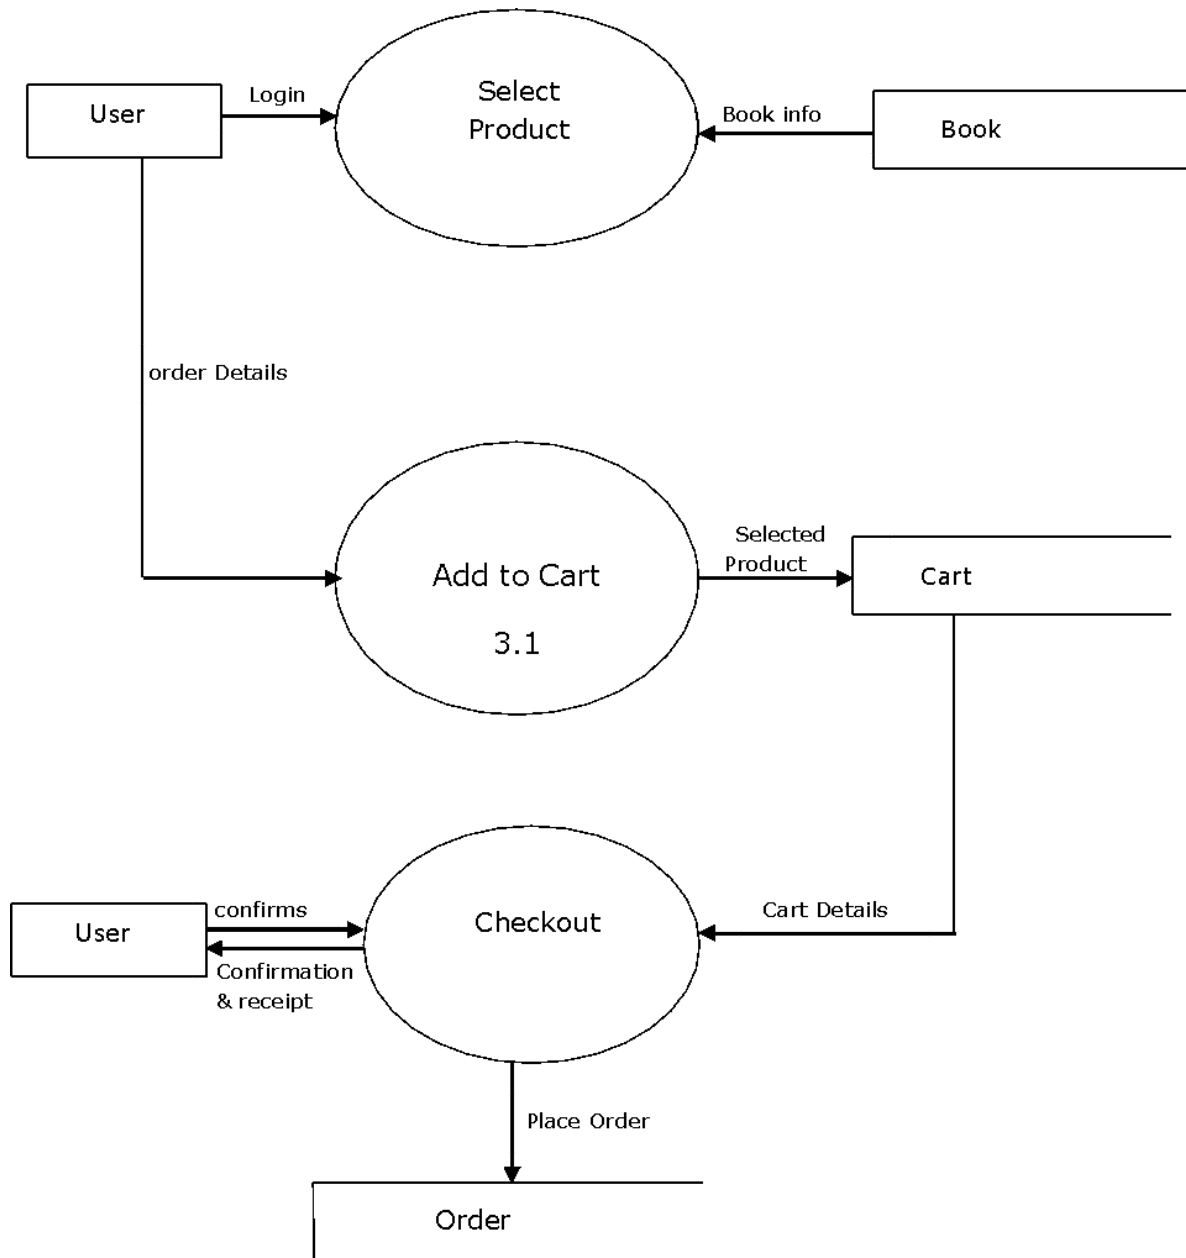 User
Login
Select
Product
Book info
Book
order Details
Add to Cart
3.1
Selected
Product
Cart
User
confirms
Confirmation
& receipt
Checkout
Cart Details
Place Order
Order